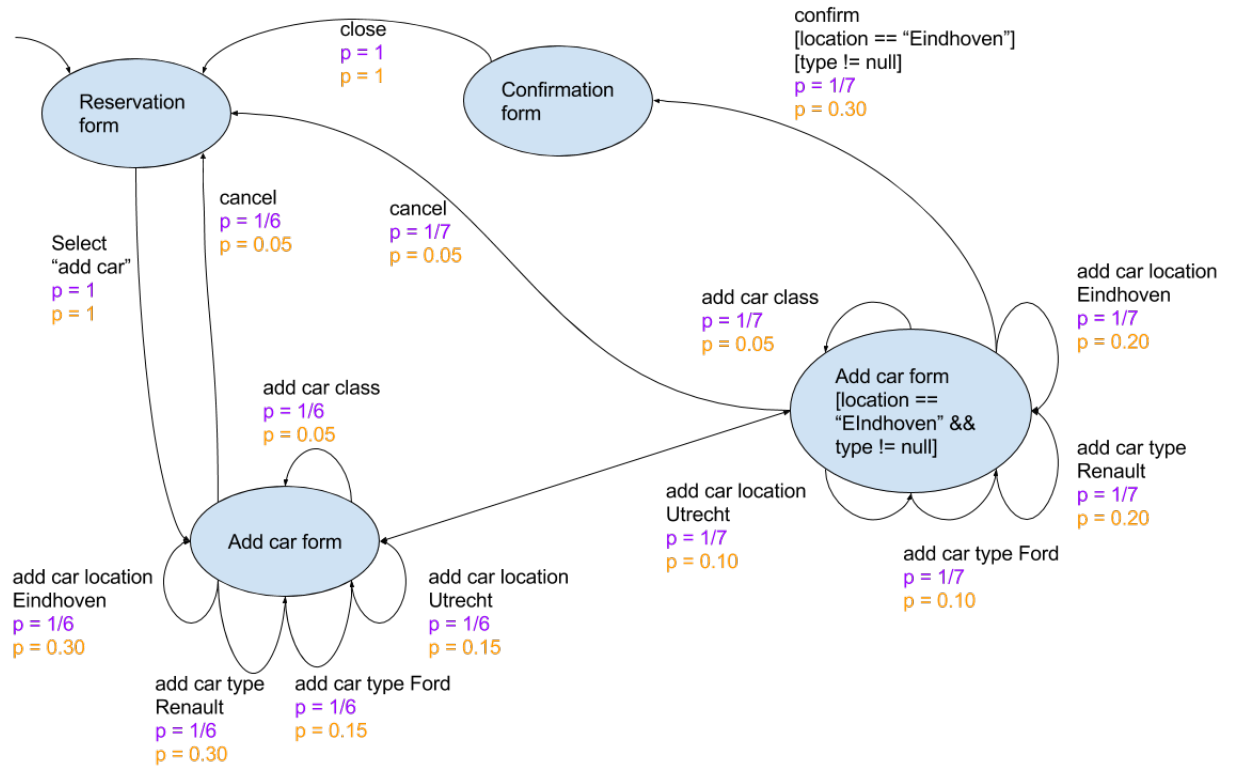 close
p = 1
p = 1
confirm
[location == “Eindhoven”]
[type != null]
p = 1/7
p = 0.30
Reservation
form
Confirmation
form
cancel
p = 1/6
p = 0.05
cancel
p = 1/7
p = 0.05
Select
“add car”
p = 1
p = 1
add car class
p = 1/7
p = 0.05
add car location
Eindhoven
p = 1/7
p = 0.20
Add car form
[location ==
“EIndhoven” &&
type != null]
add car class
p = 1/6
p = 0.05
add car type
Renault
p = 1/7
p = 0.20
add car location
Utrecht
p = 1/7
p = 0.10
add car type Ford
p = 1/7
p = 0.10
Add car form
add car location
Eindhoven
p = 1/6
p = 0.30
add car location
Utrecht
p = 1/6
p = 0.15
add car type
Renault
p = 1/6
p = 0.30
add car type Ford
p = 1/6
p = 0.15